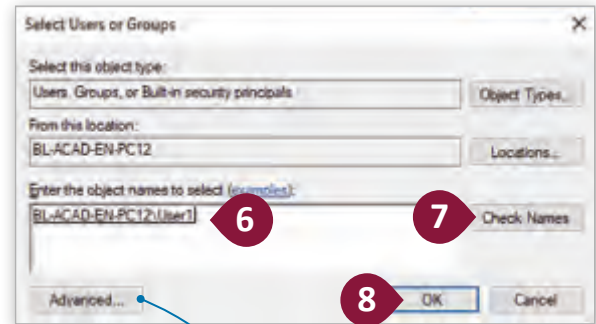 Select Users or Groups
Select this object type:
Users, Groups, or Built-in security principals
Object Types...
From this location:
BL-ACAD-EN-PC12
Locations...
Enter the object names to select (examples):
BL-ACAD-EN-PC12\User1
6
7
Check Names
Advanced...
8
OK
Cancel